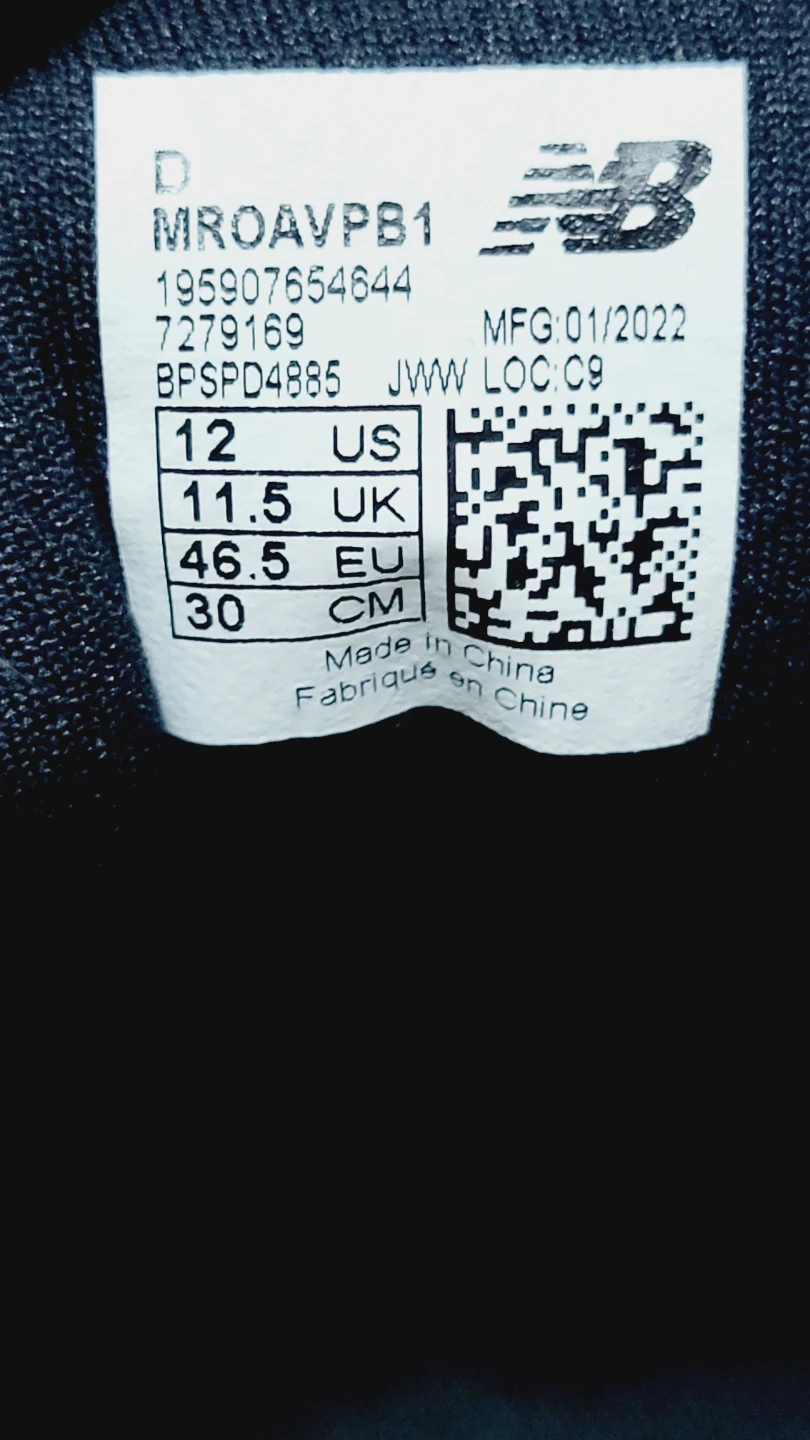 D
MROAVPB1
NB
195907654644
7279169 MFG:01/2022
BPSPD4885 JWW LOC:C9
12 US
11.5 UK
46.5 EU
30 CM
Made in China
Fabriqué en Chine